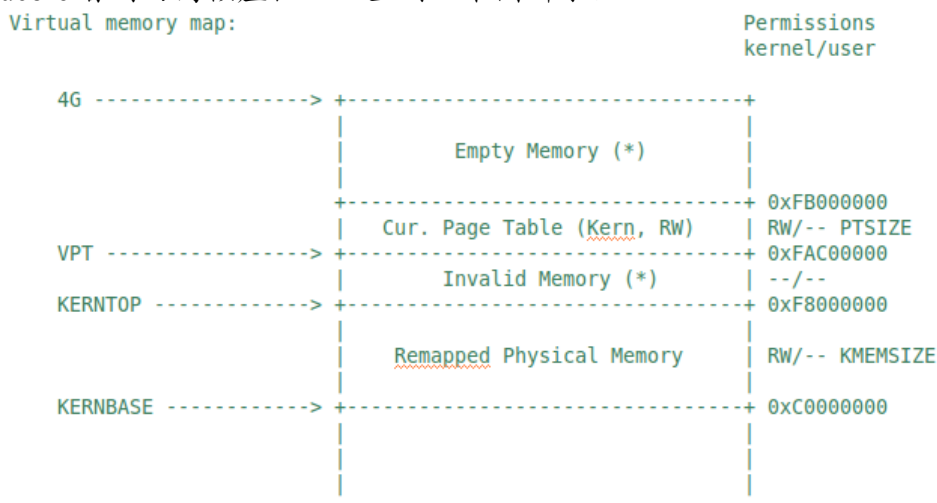 Virtual memory map:                                          Permissions
                                                             kernel/user

    4G ------------------> +---------------------------------+
                           |                                 |
                           |         Empty Memory (*)        |
                           |                                 |
                           +---------------------------------+ 0xFB000000
                           |   Cur. Page Table (Kern, RW)    | RW/-- PTSIZE
    VPT -----------------> +---------------------------------+ 0xFAC00000
                           |        Invalid Memory (*)       | --/--
    KERNTOP -------------> +---------------------------------+ 0xF8000000
                           |                                 |
                           |    Remapped Physical Memory     | RW/-- KMEMSIZE
                           |                                 |
    KERNBASE ------------> +---------------------------------+ 0xC0000000
                           |                                 |
                           |                                 |
                           |                                 |